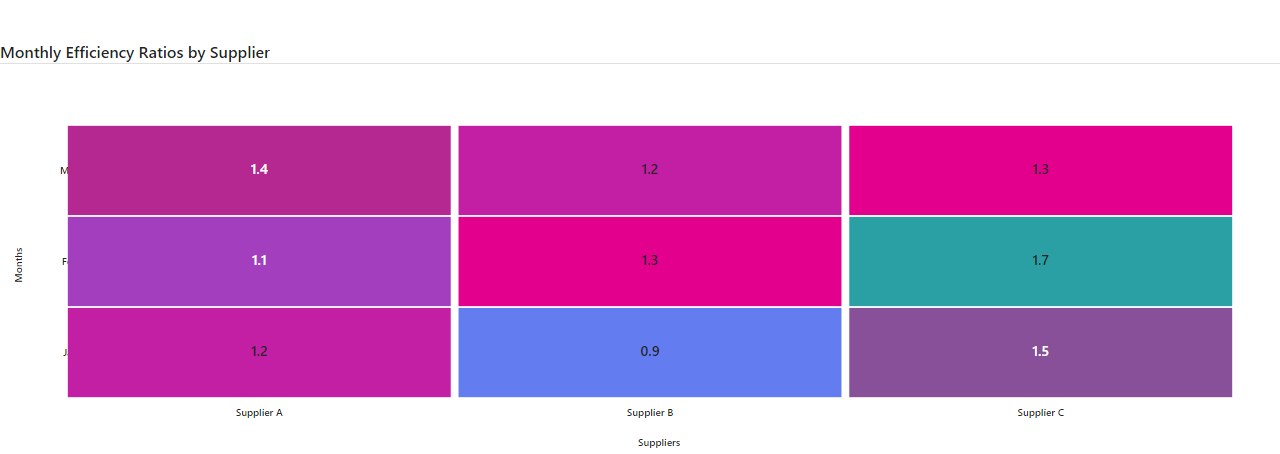 Monthly Efficiency Ratios by Supplier
M
1.4
1.2
1.3
Months
F
1.1
1.3
1.7
J
1.2
0.9
1.5
Supplier A
Supplier B
Supplier C
Suppliers